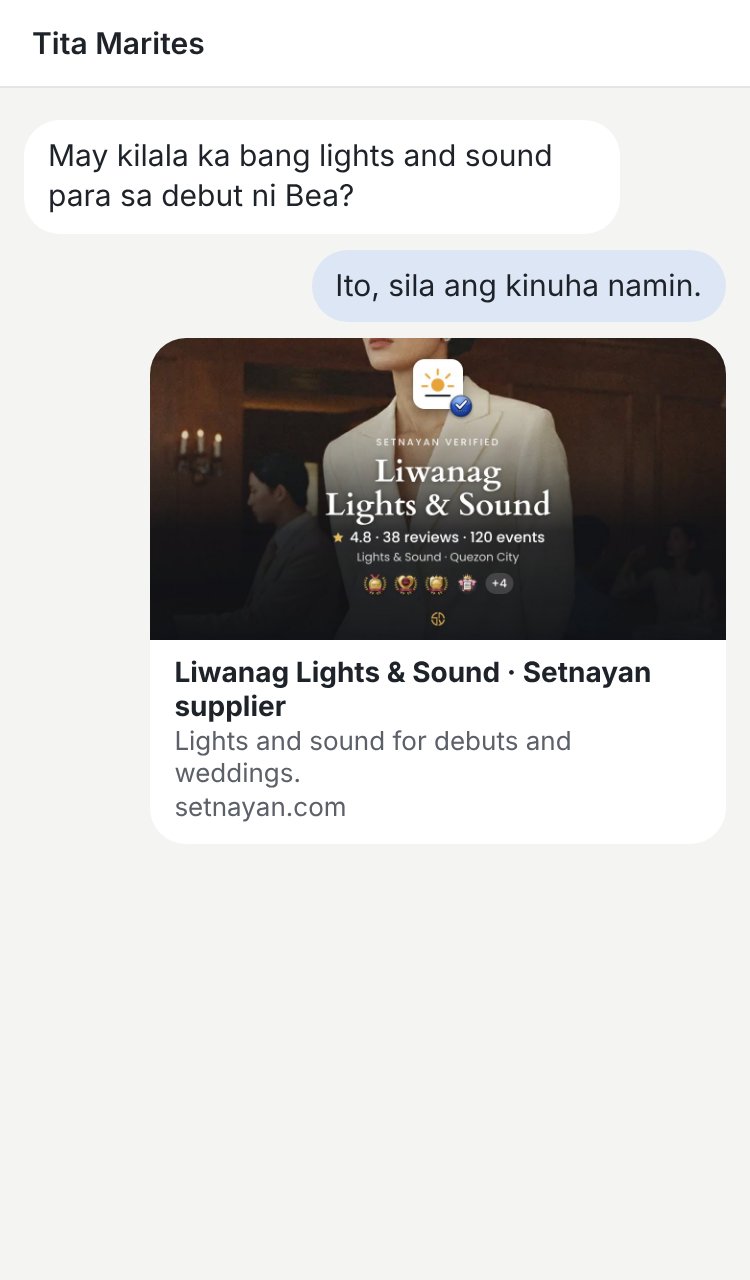 Tita Marites
May kilala ka bang lights and sound
para sa debut ni Bea?
Ito, sila ang kinuha namin.
SETNAYAN VERIFIED
Liwanag
Lights & Sound
★ 4.8 · 38 reviews · 120 events
Lights & Sound · Quezon City
+4
Liwanag Lights & Sound · Setnayan
supplier
Lights and sound for debuts and
weddings.
setnayan.com